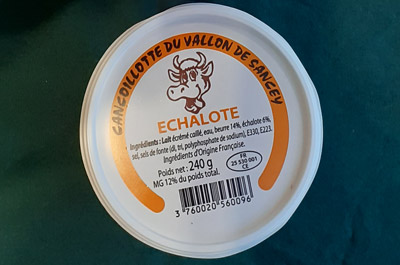 CANCOILLOTTE DU VALLON DE SANCEY
ECHALOTE
Ingrédients : Lait écrémé caillé, eau, beurre 14%, échalote 6%,
sel, sels de fonte (di, tri, polyphosphate de sodium), E330, E223.
Ingrédients d'Origine Française.
Poids net : 240 g
MG 12% du poids total.
FR
25 530 001
CE
3 760020 560096